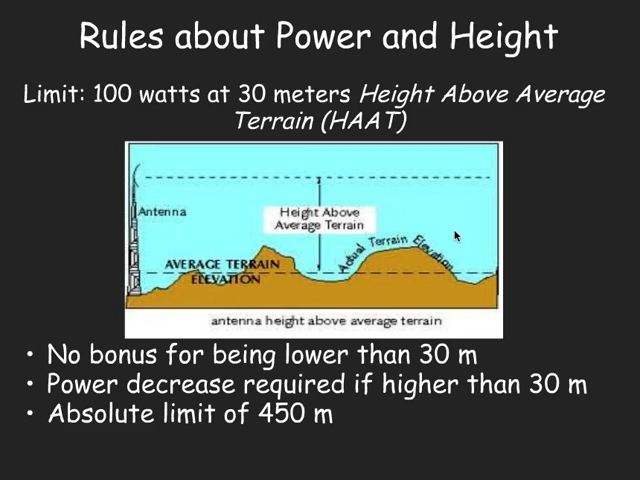 Rules about Power and Height
Limit: 100 watts at 30 meters Height Above Average
Terrain (HAAT)
Antenna
Height Above
Average Terrain
Actual Terrain Elevation
AVERAGE TERRAIN
ELEVATION
antenna height above average terrain
• No bonus for being lower than 30 m
• Power decrease required if higher than 30 m
• Absolute limit of 450 m